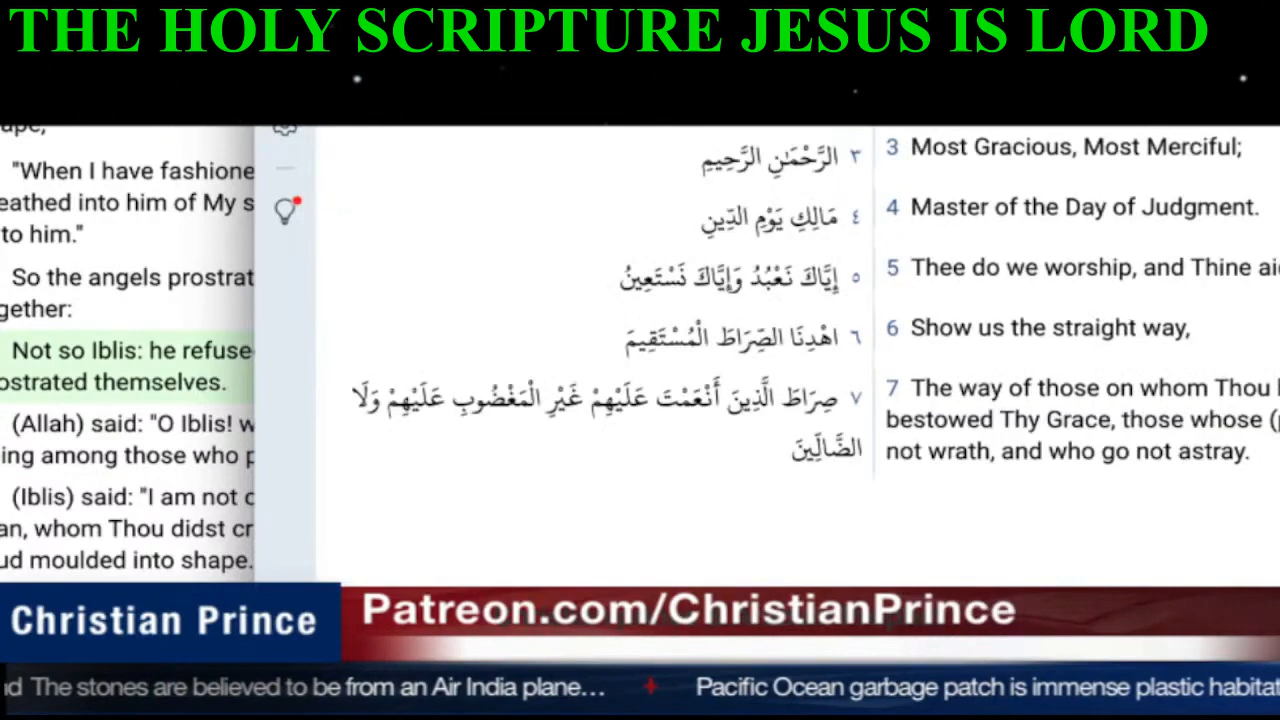 THE HOLY SCRIPTURE JESUS IS LORD
"When I have fashione
eathed into him of My s
to him."
So the angels prostrat
gether:
Not so Iblis: he refuse
ostrated themselves.
(Allah) said: "O Iblis! w
ing among those who p
(Iblis) said: "I am not c
an, whom Thou didst cr
ud moulded into shape.
٣ الرَّحْمَٰنِ الرَّحِيمِ
٤ مَالِكِ يَوْمِ الدِّينِ
٥ إِيَّاكَ نَعْبُدُ وَإِيَّاكَ نَسْتَعِينُ
٦ اهْدِنَا الصِّرَاطَ الْمُسْتَقِيمَ
٧ صِرَاطَ الَّذِينَ أَنْعَمْتَ عَلَيْهِمْ غَيْرِ الْمَغْضُوبِ عَلَيْهِمْ وَلَا
الضَّالِّينَ
3 Most Gracious, Most Merciful;
4 Master of the Day of Judgment.
5 Thee do we worship, and Thine aid
6 Show us the straight way,
7 The way of those on whom Thou h
bestowed Thy Grace, those whose (p
not wrath, and who go not astray.
Christian Prince
Patreon.com/ChristianPrince
nd The stones are believed to be from an Air India plane... Pacific Ocean garbage patch is immense plastic habitat